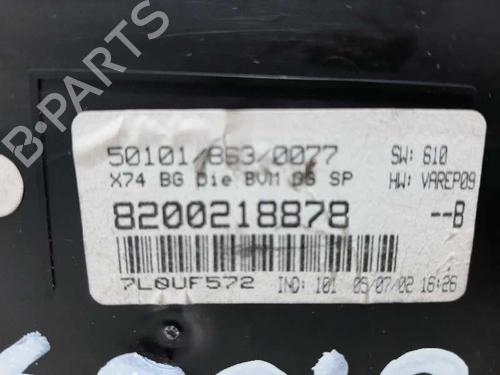 B-PARTS
50101/863/0077 SW: 610
X74 BG Die BVM DG SP HW: VAREP09
8200218878 --B
7L0UF572 IND: 101 05/07/02 16:26